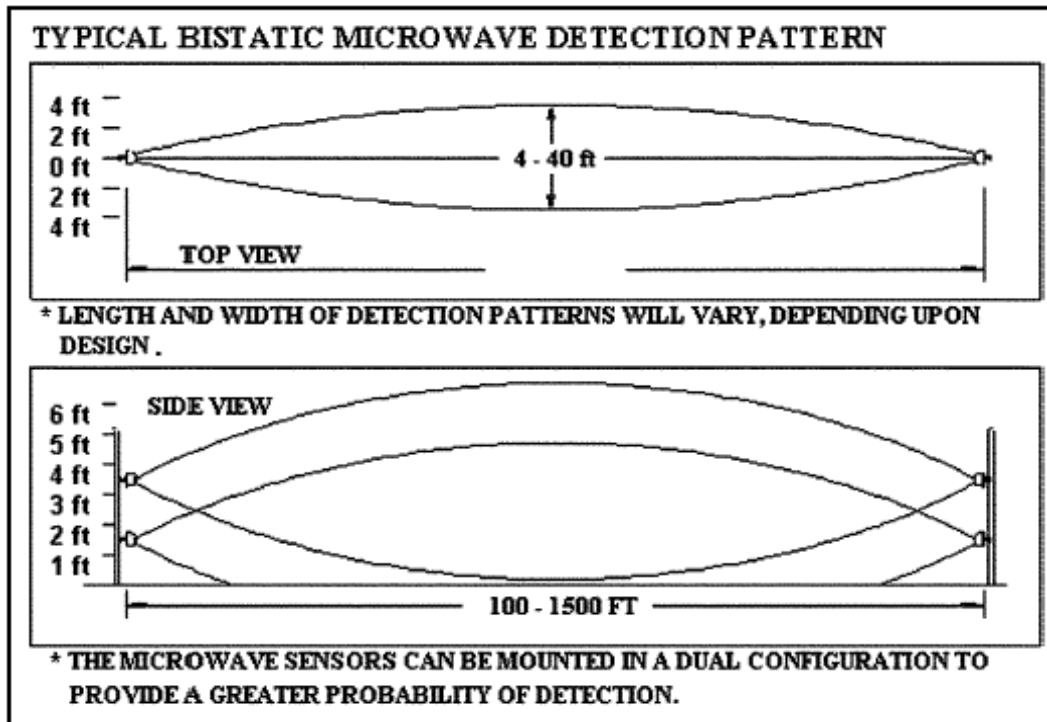 TYPICAL BISTATIC MICROWAVE DETECTION PATTERN
4 ft
2 ft
0 ft
2 ft
4 ft
4 - 40 ft
TOP VIEW
* LENGTH AND WIDTH OF DETECTION PATTERNS WILL VARY, DEPENDING UPON
DESIGN .
SIDE VIEW
6 ft
5 ft
4 ft
3 ft
2 ft
1 ft
100 - 1500 FT
* THE MICROWAVE SENSORS CAN BE MOUNTED IN A DUAL CONFIGURATION TO
PROVIDE A GREATER PROBABILITY OF DETECTION.